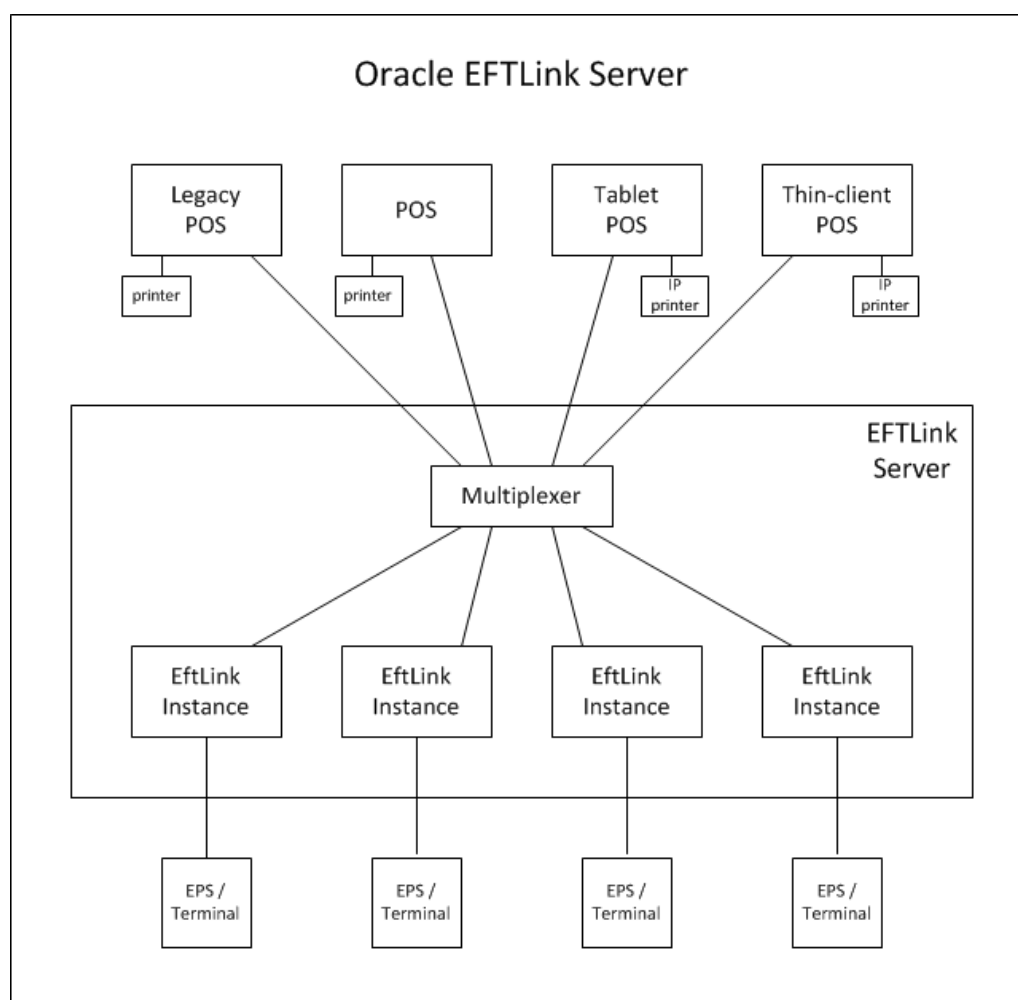 Oracle EFTLink Server
Legacy
POS
POS
Tablet
POS
Thin-client
POS
printer
printer
IP
printer
IP
printer
EFTLink
Server
Multiplexer
EftLink
Instance
EftLink
Instance
EftLink
Instance
EftLink
Instance
EPS /
Terminal
EPS /
Terminal
EPS /
Terminal
EPS /
Terminal